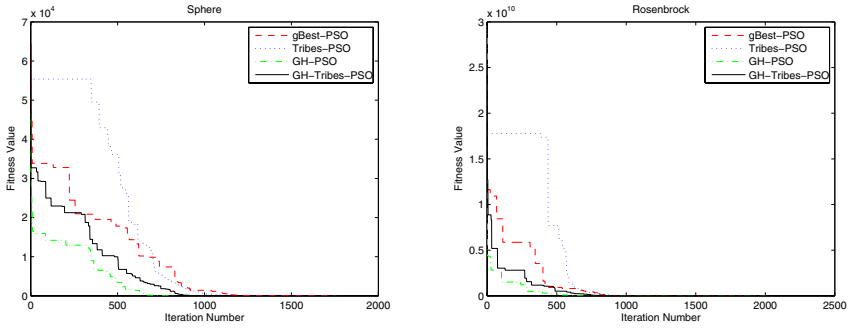 Sphere
x 10^4
7
6
5
4
3
2
1
0
0 500 1000 1500 2000
Fitness Value
Iteration Number
gBest-PSO
Tribes-PSO
GH-PSO
GH-Tribes-PSO
Rosenbrock
x 10^10
3
2.5
2
1.5
1
0.5
0
0 500 1000 1500 2000 2500
Fitness Value
Iteration Number
gBest-PSO
Tribes-PSO
GH-PSO
GH-Tribes-PSO